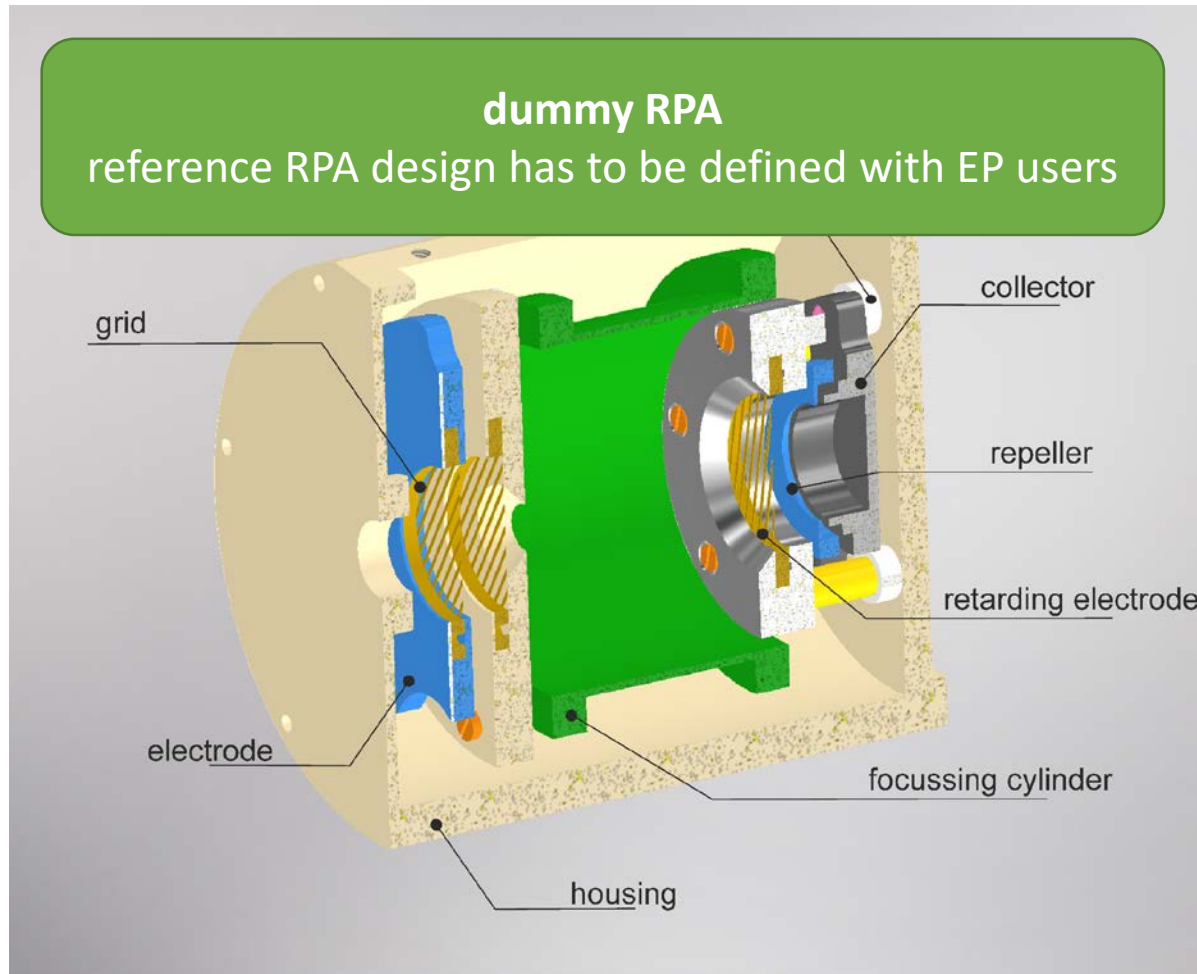 dummy RPA
reference RPA design has to be defined with EP users
grid
collector
repeller
retarding electrode
electrode
focussing cylinder
housing